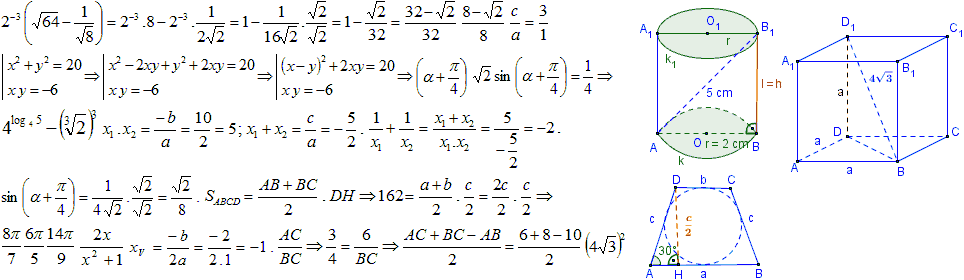 2⁻³(√64 − 1/√8) = 2⁻³.8 − 2⁻³.1/(2√2) = 1 − 1/(16√2).√2/√2 = 1 − √2/32 = (32−√2)/32 (8−√2)/8 c/a = 3/1
|x² + y² = 20 ⇒ |x² − 2xy + y² + 2xy = 20 ⇒ |(x − y)² + 2xy = 20 ⇒ (α + π/4) √2 sin(α + π/4) = 1/4 ⇒
|xy = −6 |xy = −6 |xy = −6
4^(log₄ 5) − (∛2)³ x₁.x₂ = −b/a = 10/2 = 5; x₁ + x₂ = c/a = −5/2. 1/x₁ + 1/x₂ = (x₁ + x₂)/(x₁.x₂) = 5/(−5/2) = −2.
sin(α + π/4) = 1/(4√2).√2/√2 = √2/8. S_ABCD = (AB + BC)/2 . DH ⇒ 162 = (a+b)/2 . c/2 = 2c/2 . c/2 ⇒
8π/7 6π/5 14π/9 2x/(x² + 1) x_y = −b/2a = −2/2.1 = −1. AC/BC ⇒ 3/4 = 6/BC ⇒ (AC + BC − AB)/2 = (6+8−10)/2 (4√3)²
A₁ O₁ B₁
r
k₁
l = h
5 cm
A O r = 2 cm B
k
D₁ C₁
A₁ B₁
4√3
a
D C
a
A a B
D b C
c c/2 c
30°
A H a B